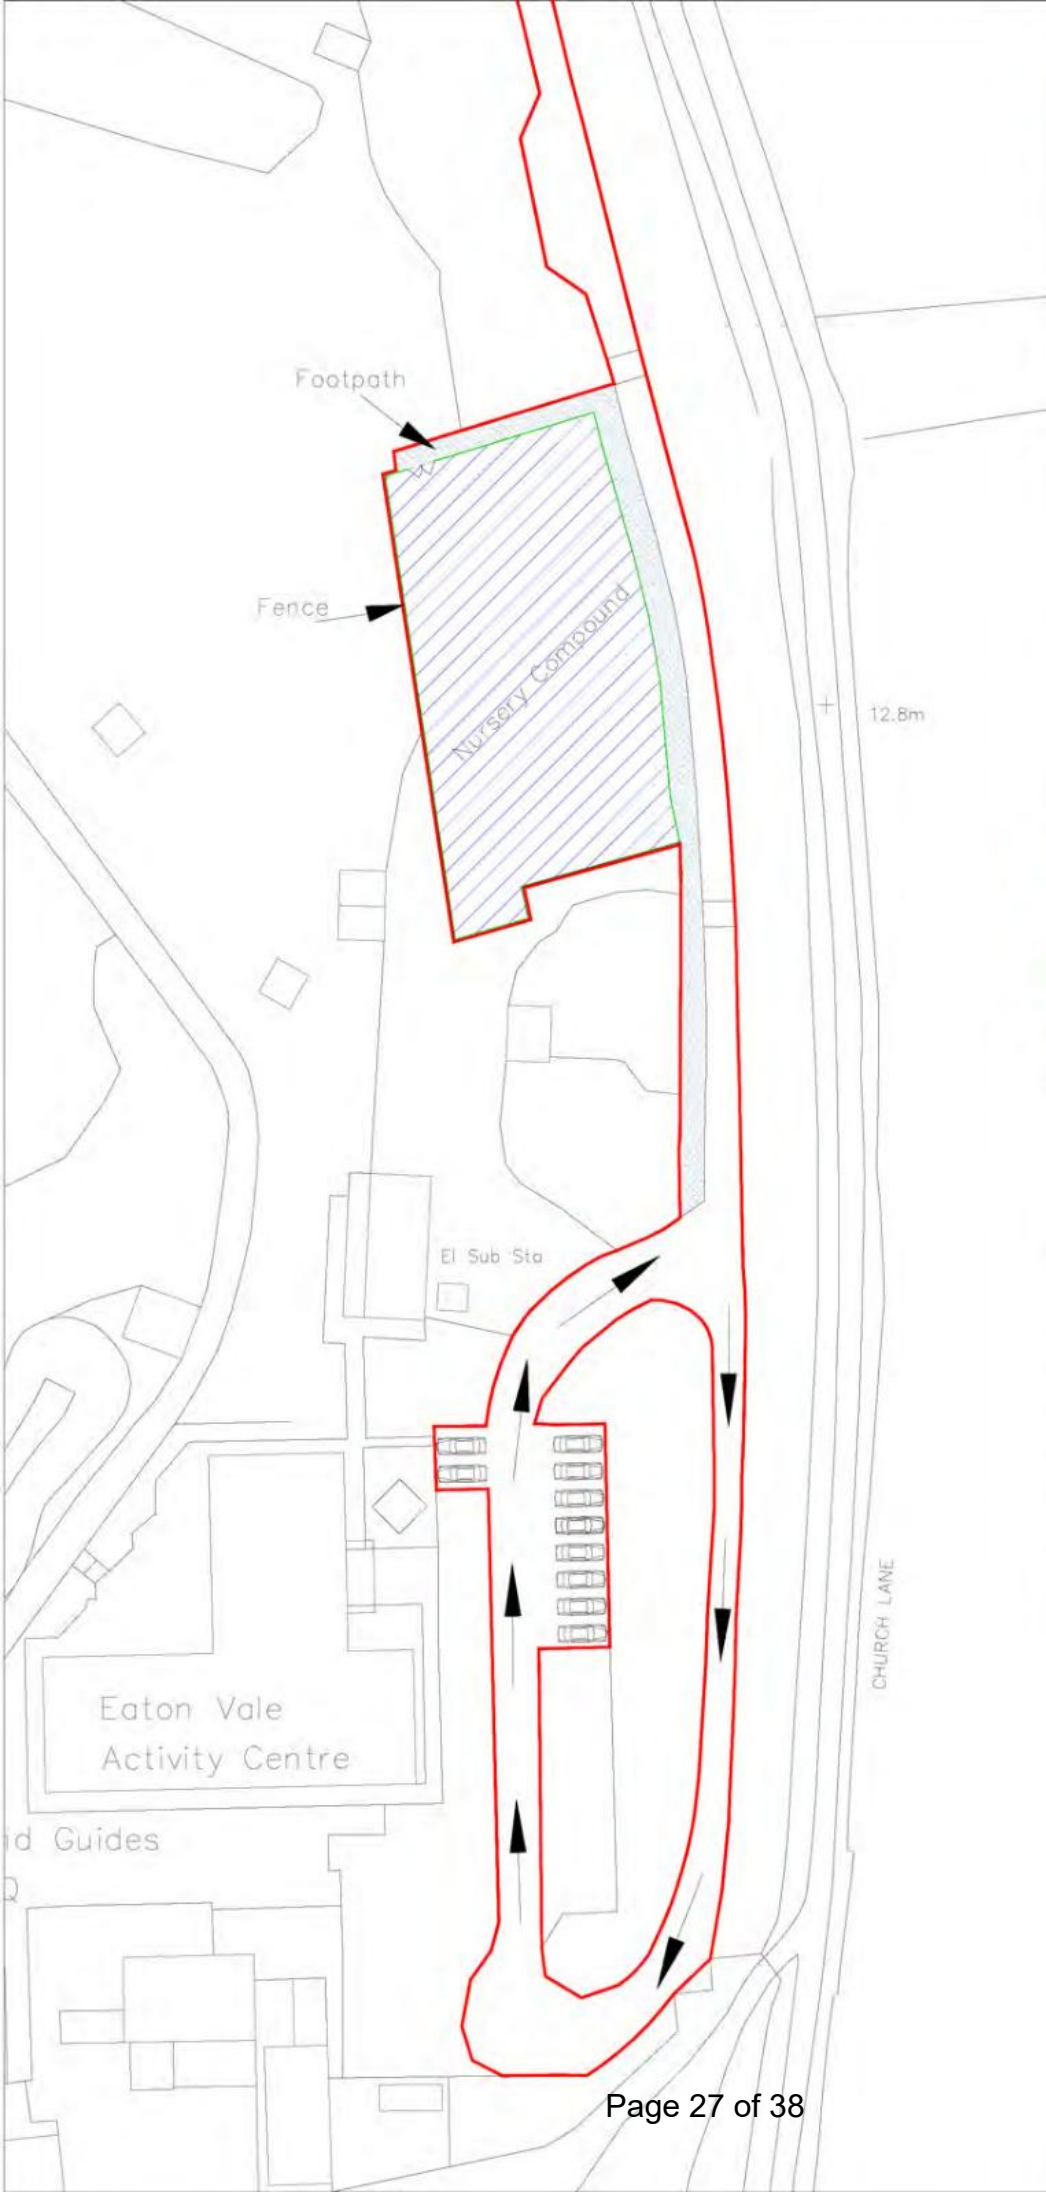 Footpath
Fence
Nursery Compound
12.8m
El Sub Sta
CHURCH LANE
Eaton Vale
Activity Centre
id Guides
Q
Page 27 of 38